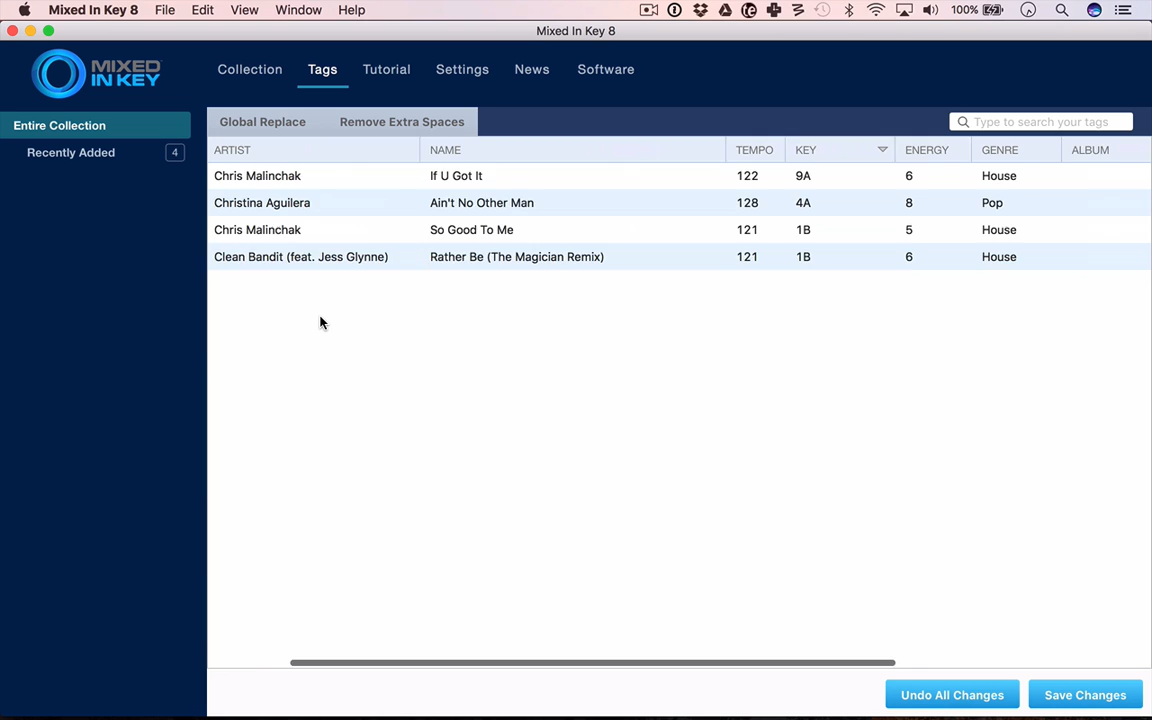 Mixed In Key 8 File Edit View Window Help 100%
Mixed In Key 8
MIXED IN KEY
Collection Tags Tutorial Settings News Software
Entire Collection
Recently Added 4
Global Replace Remove Extra Spaces Type to search your tags
ARTIST NAME TEMPO KEY ENERGY GENRE ALBUM
Chris Malinchak If U Got It 122 9A 6 House
Christina Aguilera Ain't No Other Man 128 4A 8 Pop
Chris Malinchak So Good To Me 121 1B 5 House
Clean Bandit (feat. Jess Glynne) Rather Be (The Magician Remix) 121 1B 6 House
Undo All Changes Save Changes